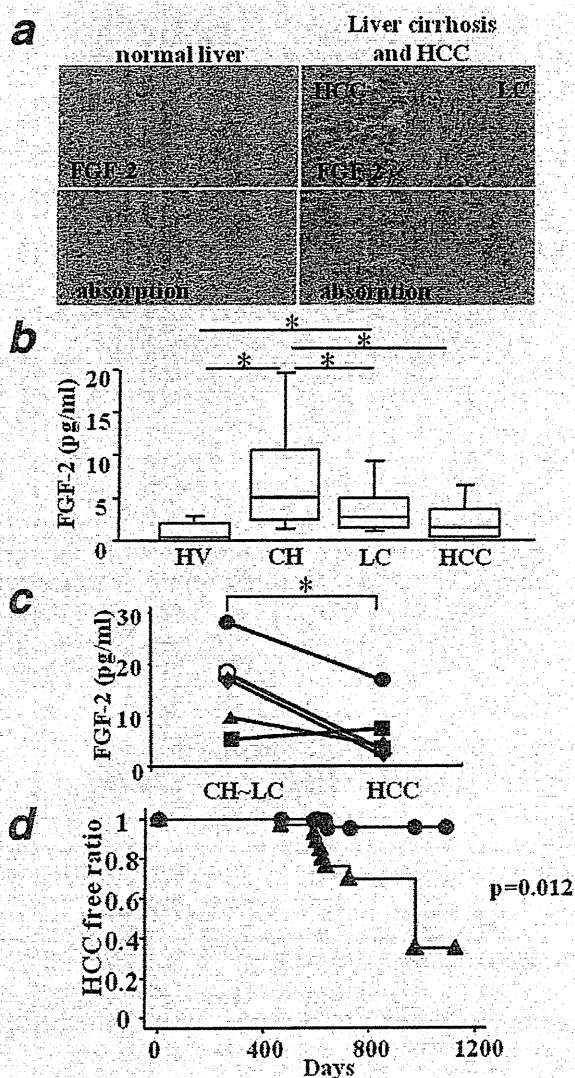 a
normal liver
Liver cirrhosis
and HCC
HCC LC
FGF-2
FGF-2
absorption
absorption
b
*
*
*
*
FGF-2 (pg/ml)
20
15
10
5
0
HV CH LC HCC
c
*
FGF-2 (pg/ml)
30
20
10
0
CH~LC HCC
d
HCC free ratio
1
0.8
0.6
0.4
0.2
0
p=0.012
0 400 800 1200
Days